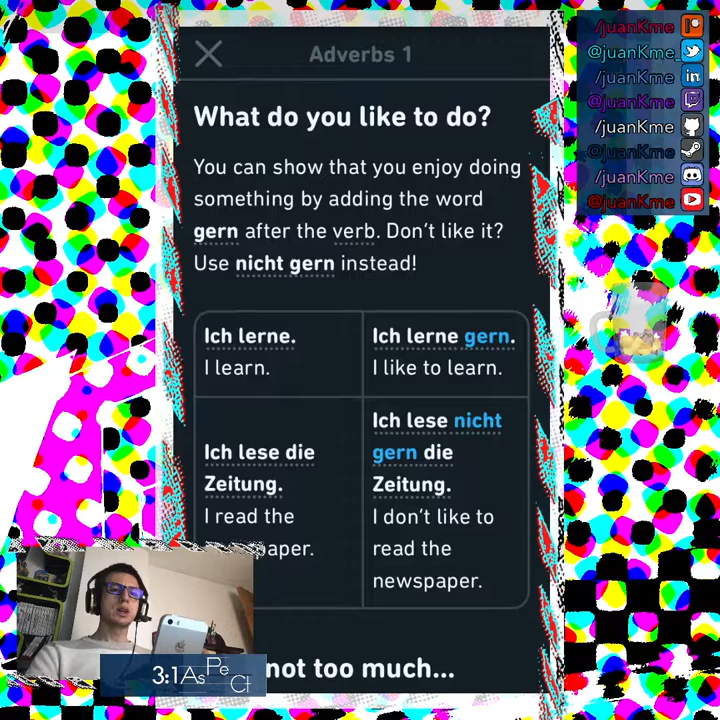 Adverbs 1
/juanKme
@juanKme_
/juanKme
@juanKme
/juanKme
/juanKme
/juanKme
@juanKme
What do you like to do?
You can show that you enjoy doing
something by adding the word
gern after the verb. Don't like it?
Use nicht gern instead!
Ich lerne.
I learn.
Ich lerne gern.
I like to learn.
Ich lese die
Zeitung.
I read the
paper.
Ich lese nicht
gern die
Zeitung.
I don't like to
read the
newspaper.
not too much...
3:1AsPeCt